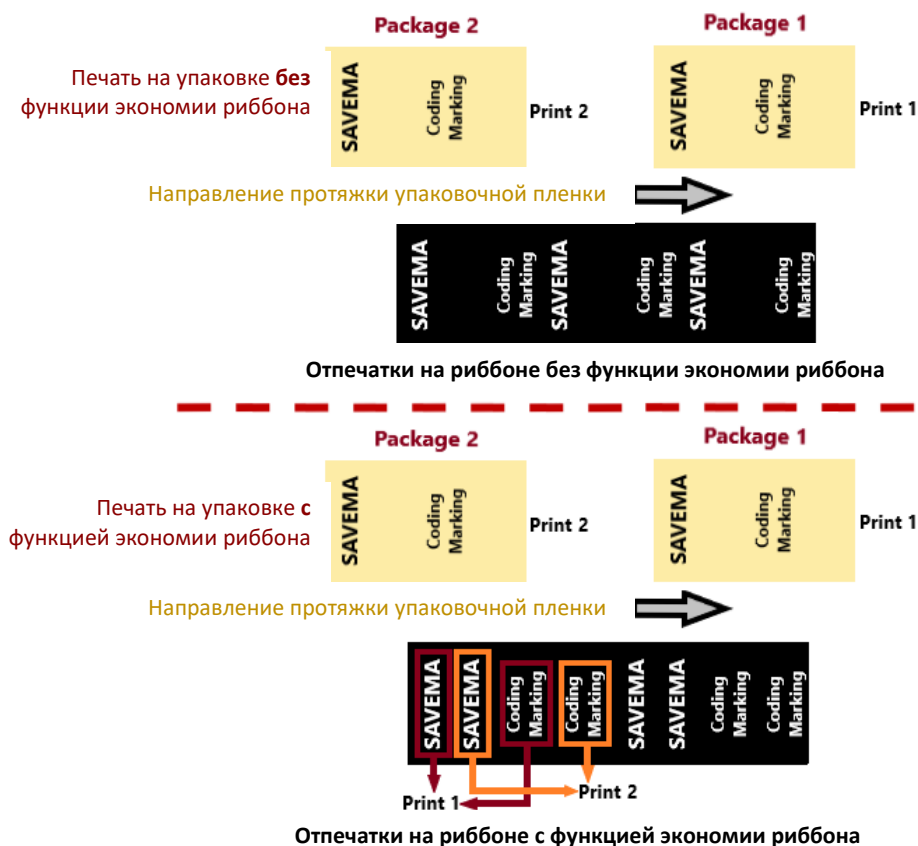 Package 2
Package 1
Печать на упаковке без
функции экономии риббона
SAVEMA
Coding
Marking
Print 2
SAVEMA
Coding
Marking
Print 1
Направление протяжки упаковочной пленки
SAVEMA
Coding
Marking
SAVEMA
Coding
Marking
SAVEMA
Coding
Marking
Отпечатки на риббоне без функции экономии риббона
Package 2
Package 1
Печать на упаковке с
функцией экономии риббона
SAVEMA
Coding
Marking
Print 2
SAVEMA
Coding
Marking
Print 1
Направление протяжки упаковочной пленки
SAVEMA
SAVEMA
Coding
Marking
Coding
Marking
SAVEMA
SAVEMA
Coding
Marking
Coding
Marking
Print 1
Print 2
Отпечатки на риббоне с функцией экономии риббона